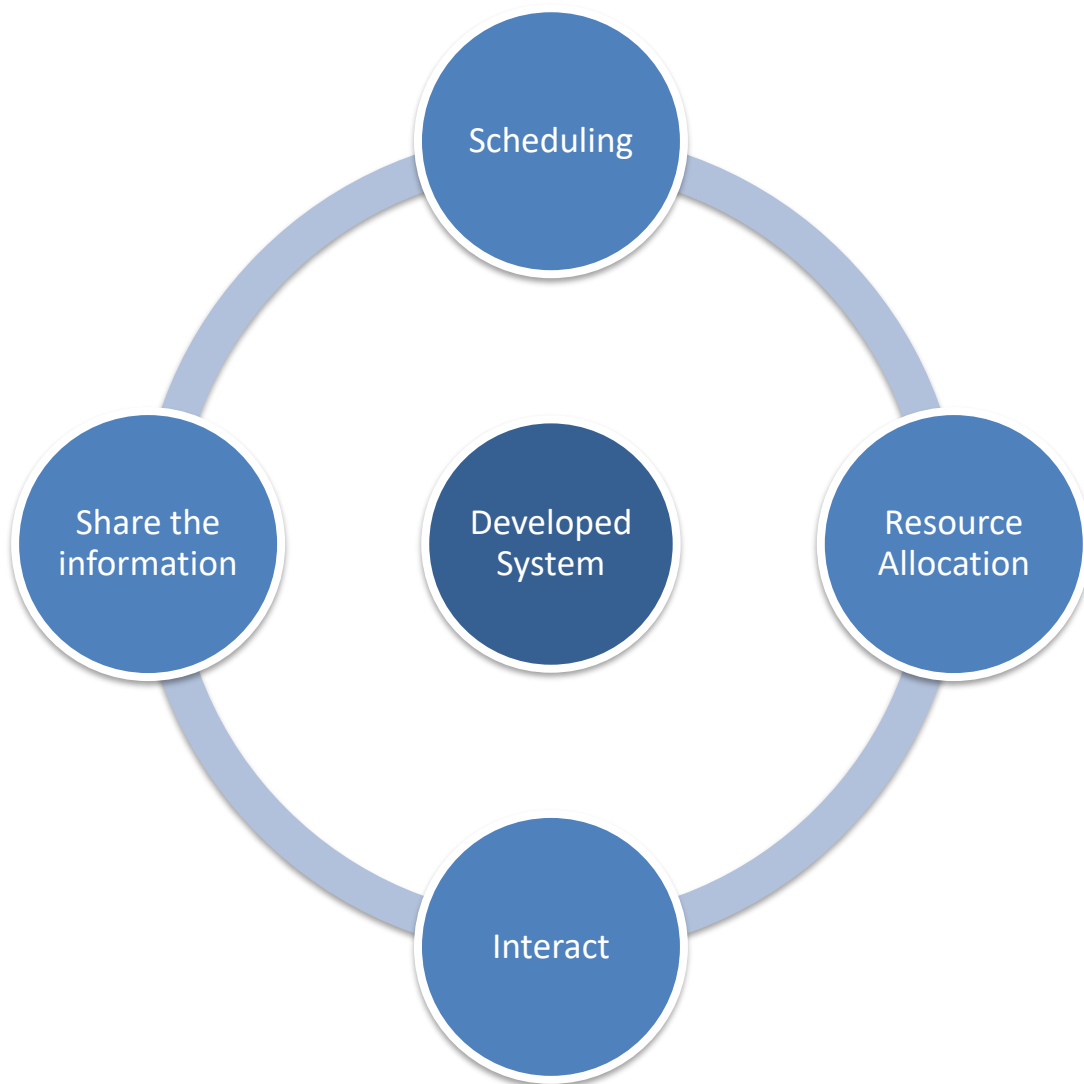 Scheduling
Share the
information
Developed
System
Resource
Allocation
Interact